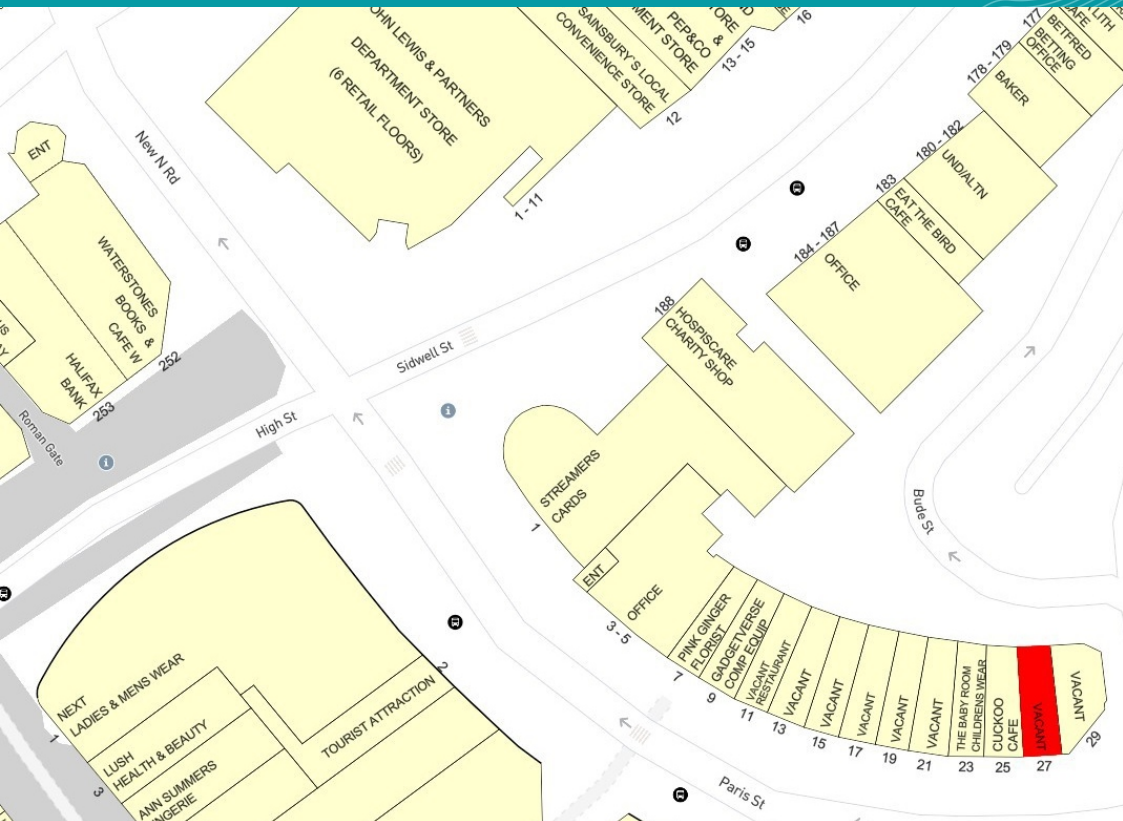 JOHN LEWIS & PARTNERS
DEPARTMENT STORE
(6 RETAIL FLOORS)
1 - 11
SAINSBURY'S LOCAL
CONVENIENCE STORE
12
PEP&CO
13 - 15
16
177
BETFRED
BETTING
OFFICE
178 - 179
BAKER
180 - 182
UND/ALTN
183
EAT THE BIRD
CAFE
184 - 187
OFFICE
188
HOSPISCARE
CHARITY SHOP
ENT
New N Rd
WATERSTONES
BOOKS &
CAFE W
252
HALIFAX
BANK
253
Roman Gate
High St
Sidwell St
STREAMERS
CARDS
1
ENT
OFFICE
3 - 5
PINK GINGER
FLORIST
7
GADGETVERSE
COMP EQUIP
9
VACANT
RESTAURANT
11
VACANT
13
VACANT
15
VACANT
17
VACANT
19
VACANT
21
THE BABY ROOM
CHILDRENS WEAR
23
CUCKOO
CAFE
25
VACANT
27
VACANT
29
Bude St
Paris St
NEXT
LADIES & MENS WEAR
1
LUSH
HEALTH & BEAUTY
3
ANN SUMMERS
2
TOURIST ATTRACTION